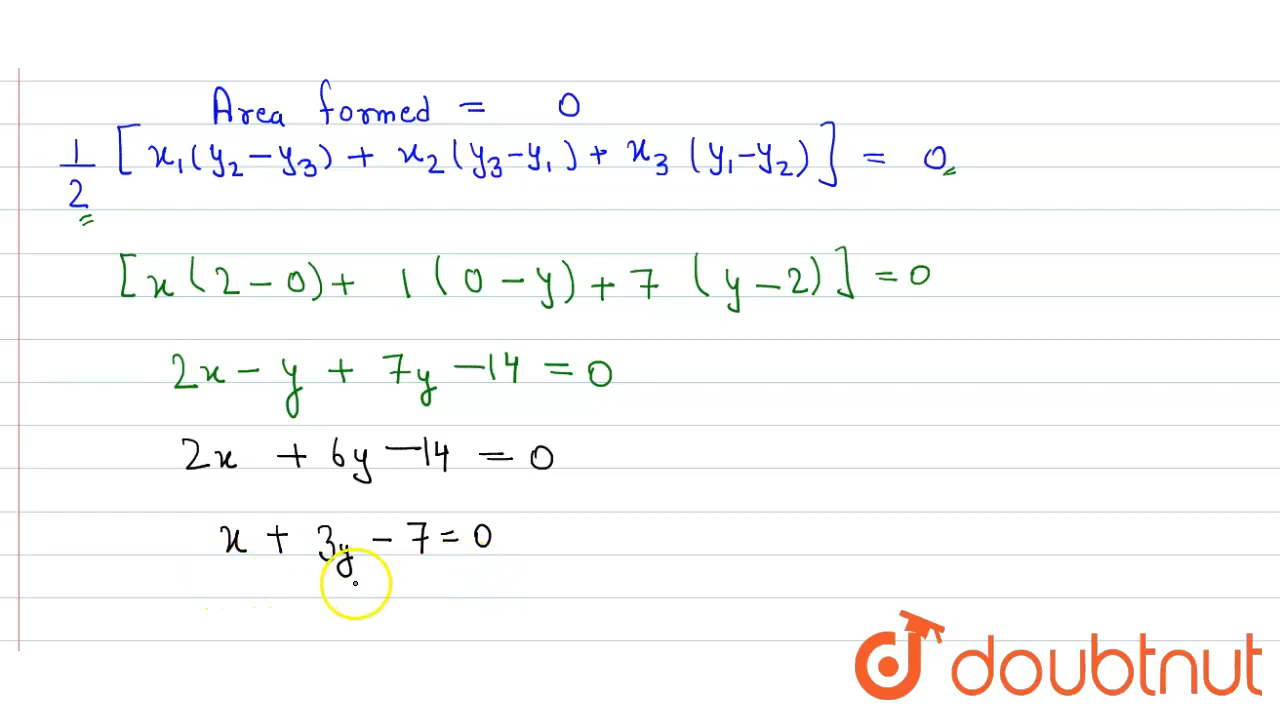 Area formed = 0
1/2 [x₁(y₂-y₃) + x₂(y₃-y₁) + x₃(y₁-y₂)] = 0
[x(2-0) + 1(0-y) + 7(y-2)] = 0
2x - y + 7y - 14 = 0
2x + 6y - 14 = 0
x + 3y - 7 = 0
doubtnut